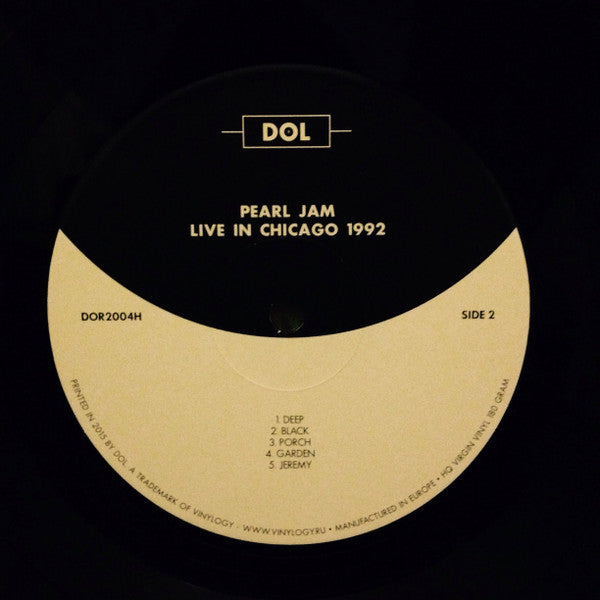 DOL
PEARL JAM
LIVE IN CHICAGO 1992
DOR2004H
SIDE 2
1. DEEP
2. BLACK
3. PORCH
4. GARDEN
5. JEREMY
PRINTED IN 2015 BY DOL. A TRADEMARK OF VINYLOGY · WWW.VINYLOGY.RU • MANUFACTURED IN EUROPE • HQ VIRGIN VINYL 180 GRAM